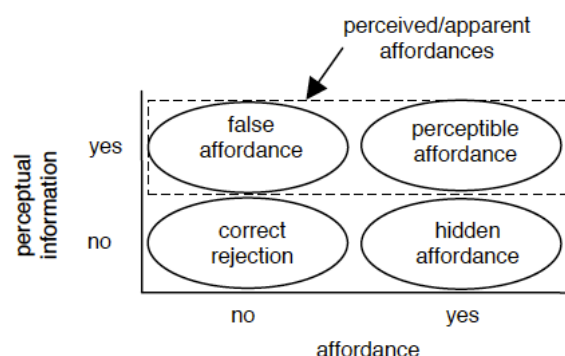 perceived/apparent
affordances
perceptual
information
yes
false
affordance
perceptible
affordance
no
correct
rejection
hidden
affordance
no
yes
affordance